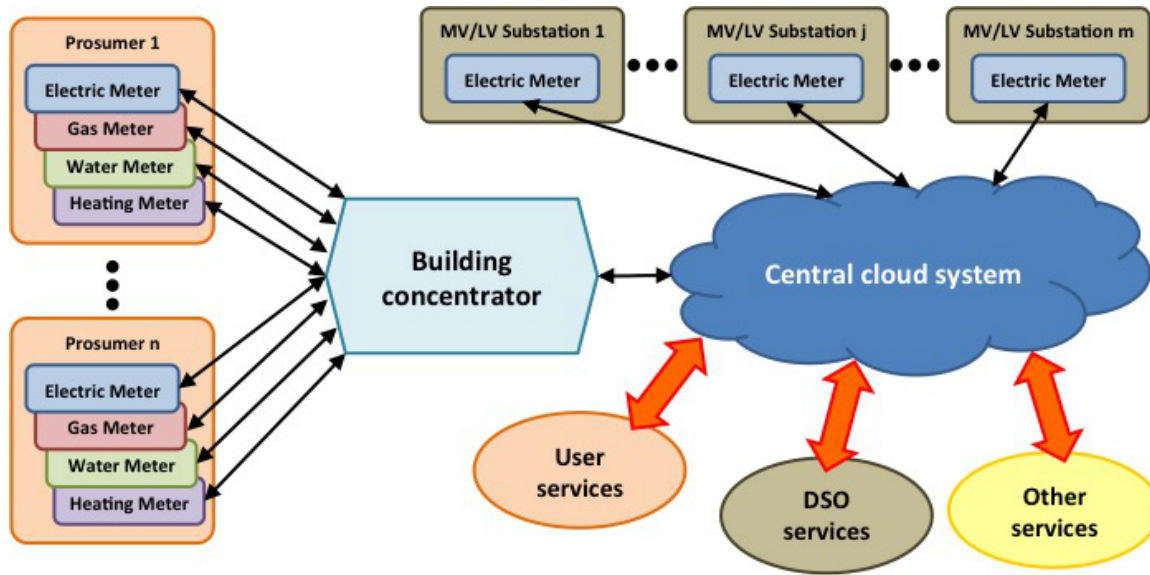 Prosumer 1
Electric Meter
Gas Meter
Water Meter
Heating Meter
Prosumer n
Electric Meter
Gas Meter
Water Meter
Heating Meter
Building
concentrator
MV/LV Substation 1
Electric Meter
MV/LV Substation j
Electric Meter
MV/LV Substation m
Electric Meter
Central cloud system
User
services
DSO
services
Other
services